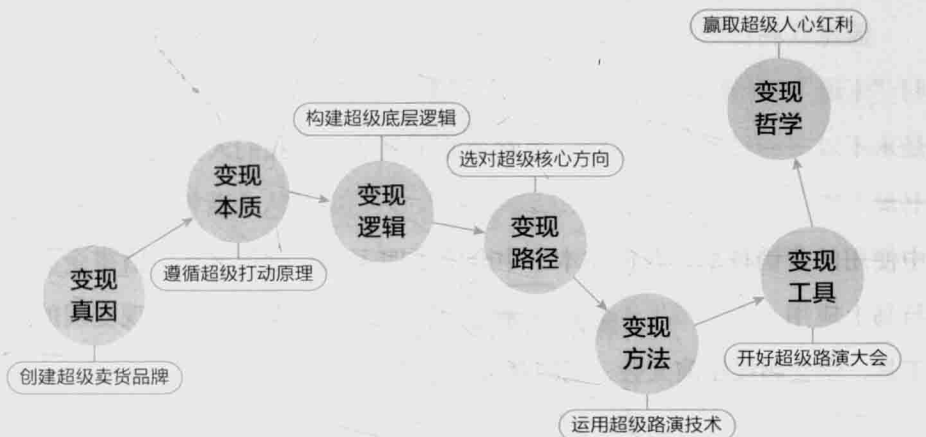 变现
真因
创建超级卖货品牌
变现
本质
遵循超级打动原理
构建超级底层逻辑
变现
逻辑
选对超级核心方向
变现
路径
变现
方法
运用超级路演技术
变现
工具
开好超级路演大会
赢取超级人心红利
变现
哲学